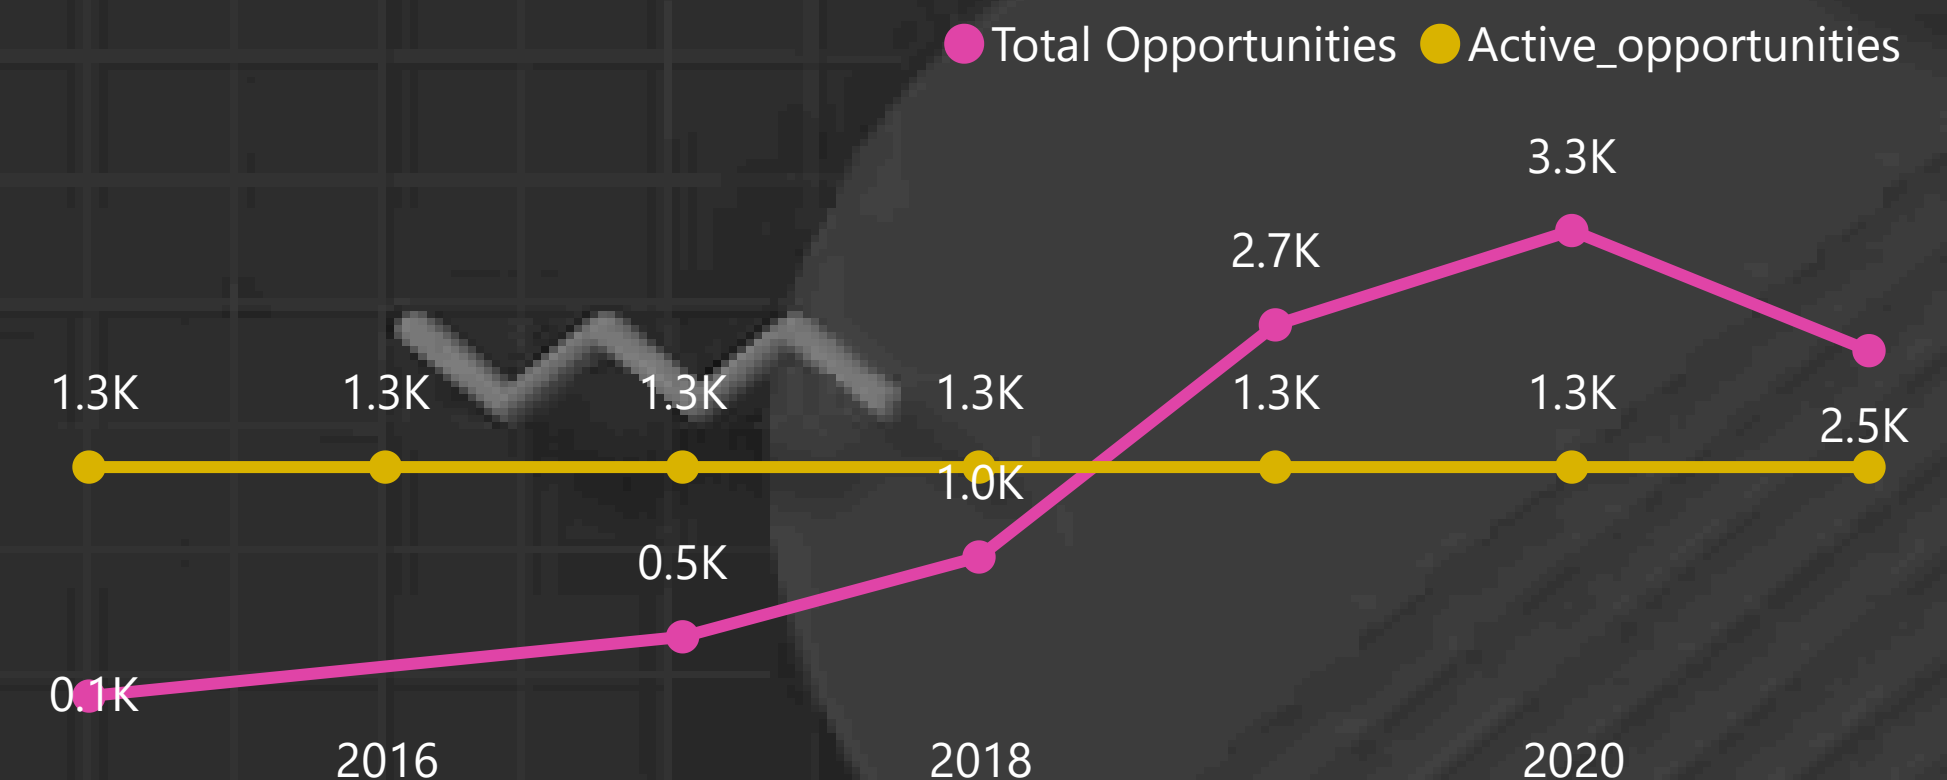 Total Opportunities Active_opportunities
3.3K
2.7K
1.3K 1.3K 1.3K 1.3K 1.3K 1.3K
2.5K
1.0K
0.5K
0.1K
2016 2018 2020